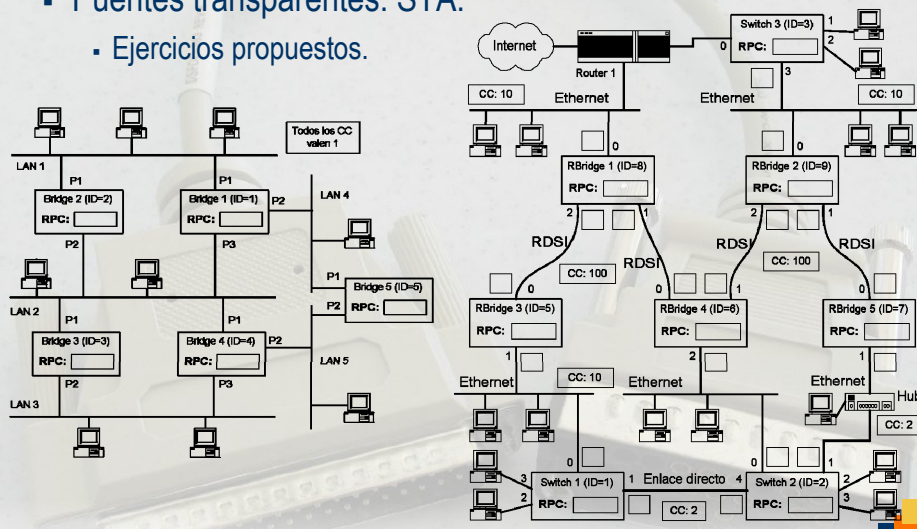 ▪ Puentes transparentes. STA.
▪ Ejercicios propuestos.
Todos los CC
valen 1
LAN 1
P1
P1
Bridge 2 (ID=2)
RPC:
Bridge 1 (ID=1)
RPC:
P2
LAN 4
P2
P3
P1
Bridge 5 (ID=5)
RPC:
P2
LAN 2
P1
P1
Bridge 3 (ID=3)
RPC:
Bridge 4 (ID=4)
RPC:
P2
LAN 5
P2
P3
LAN 3
Internet
Router 1
0
Switch 3 (ID=3)
RPC:
1
2
3
CC: 10
Ethernet
Ethernet
CC: 10
0
0
RBridge 1 (ID=8)
RPC:
RBridge 2 (ID=9)
RPC:
2
1
2
1
RDSI
RDSI
RDSI
RDSI
CC: 100
CC: 100
0
0
1
0
RBridge 3 (ID=5)
RPC:
RBridge 4 (ID=6)
RPC:
RBridge 5 (ID=7)
RPC:
1
2
1
Ethernet
CC: 10
Ethernet
Ethernet
Hub
CC: 2
0
0
1
3
2
Switch 1 (ID=1)
RPC:
1
Enlace directo
4
CC: 2
Switch 2 (ID=2)
RPC:
2
3